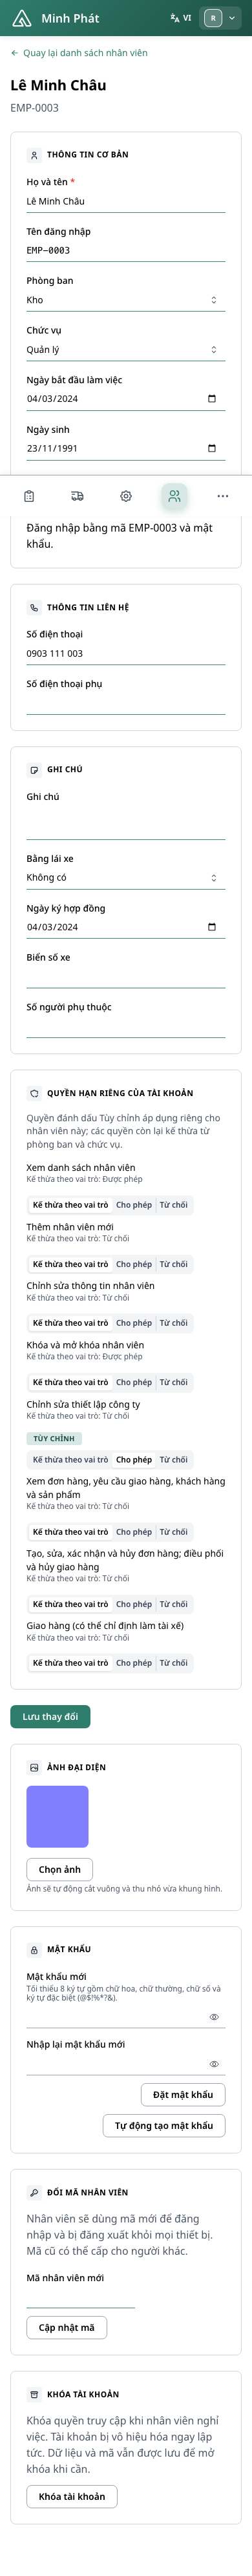 Minh Phát
VI
R
Quay lại danh sách nhân viên
Lê Minh Châu
EMP-0003
THÔNG TIN CƠ BẢN
Họ và tên *
Lê Minh Châu
Tên đăng nhập
EMP-0003
Phòng ban
Kho
Chức vụ
Quản lý
Ngày bắt đầu làm việc
04/03/2024
Ngày sinh
23/11/1991
Đăng nhập bằng mã EMP-0003 và mật
khẩu.
THÔNG TIN LIÊN HỆ
Số điện thoại
0903 111 003
Số điện thoại phụ
GHI CHÚ
Ghi chú
Bằng lái xe
Không có
Ngày ký hợp đồng
04/03/2024
Biển số xe
Số người phụ thuộc
QUYỀN HẠN RIÊNG CỦA TÀI KHOẢN
Quyền đánh dấu Tùy chỉnh áp dụng riêng cho
nhân viên này; các quyền còn lại kế thừa từ
phòng ban và chức vụ.
Xem danh sách nhân viên
Kế thừa theo vai trò: Được phép
Kế thừa theo vai trò Cho phép Từ chối
Thêm nhân viên mới
Kế thừa theo vai trò: Từ chối
Kế thừa theo vai trò Cho phép Từ chối
Chỉnh sửa thông tin nhân viên
Kế thừa theo vai trò: Từ chối
Kế thừa theo vai trò Cho phép Từ chối
Khóa và mở khóa nhân viên
Kế thừa theo vai trò: Được phép
Kế thừa theo vai trò Cho phép Từ chối
Chỉnh sửa thiết lập công ty
Kế thừa theo vai trò: Từ chối
TÙY CHỈNH
Kế thừa theo vai trò Cho phép Từ chối
Xem đơn hàng, yêu cầu giao hàng, khách hàng
và sản phẩm
Kế thừa theo vai trò: Từ chối
Kế thừa theo vai trò Cho phép Từ chối
Tạo, sửa, xác nhận và hủy đơn hàng; điều phối
và hủy giao hàng
Kế thừa theo vai trò: Từ chối
Kế thừa theo vai trò Cho phép Từ chối
Giao hàng (có thể chỉ định làm tài xế)
Kế thừa theo vai trò: Từ chối
Kế thừa theo vai trò Cho phép Từ chối
Lưu thay đổi
ẢNH ĐẠI DIỆN
Chọn ảnh
Ảnh sẽ tự động cắt vuông và thu nhỏ vừa khung hình.
MẬT KHẨU
Mật khẩu mới
Tối thiểu 8 ký tự gồm chữ hoa, chữ thường, chữ số và
ký tự đặc biệt (@$!%*?&).
Nhập lại mật khẩu mới
Đặt mật khẩu
Tự động tạo mật khẩu
ĐỔI MÃ NHÂN VIÊN
Nhân viên sẽ dùng mã mới để đăng
nhập và bị đăng xuất khỏi mọi thiết bị.
Mã cũ có thể cấp cho người khác.
Mã nhân viên mới
Cập nhật mã
KHÓA TÀI KHOẢN
Khóa quyền truy cập khi nhân viên nghỉ
việc. Tài khoản bị vô hiệu hóa ngay lập
tức. Dữ liệu và mã vẫn được lưu để mở
khóa khi cần.
Khóa tài khoản